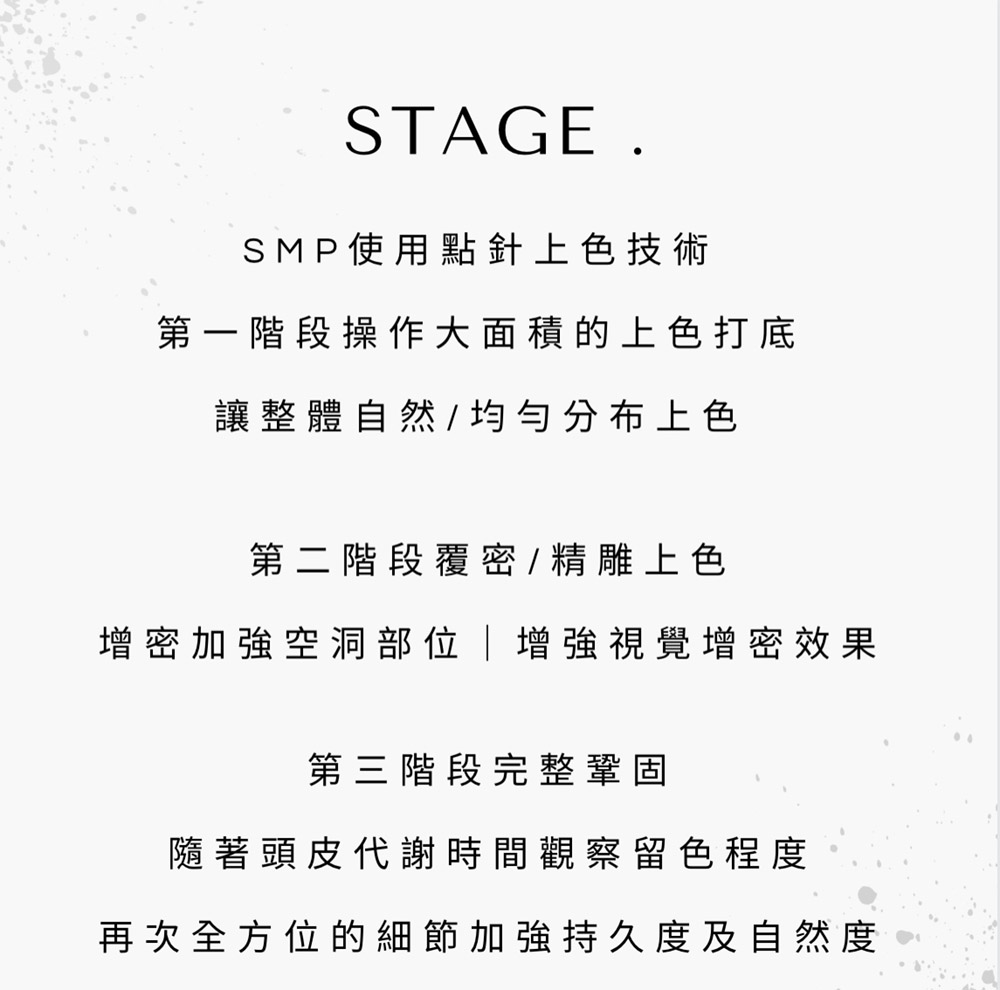 STAGE .
SMP使用點針上色技術
第一階段操作大面積的上色打底
讓整體自然/均勻分布上色
第二階段覆密/精雕上色
增密加強空洞部位｜增強視覺增密效果
第三階段完整鞏固
隨著頭皮代謝時間觀察留色程度
再次全方位的細節加強持久度及自然度